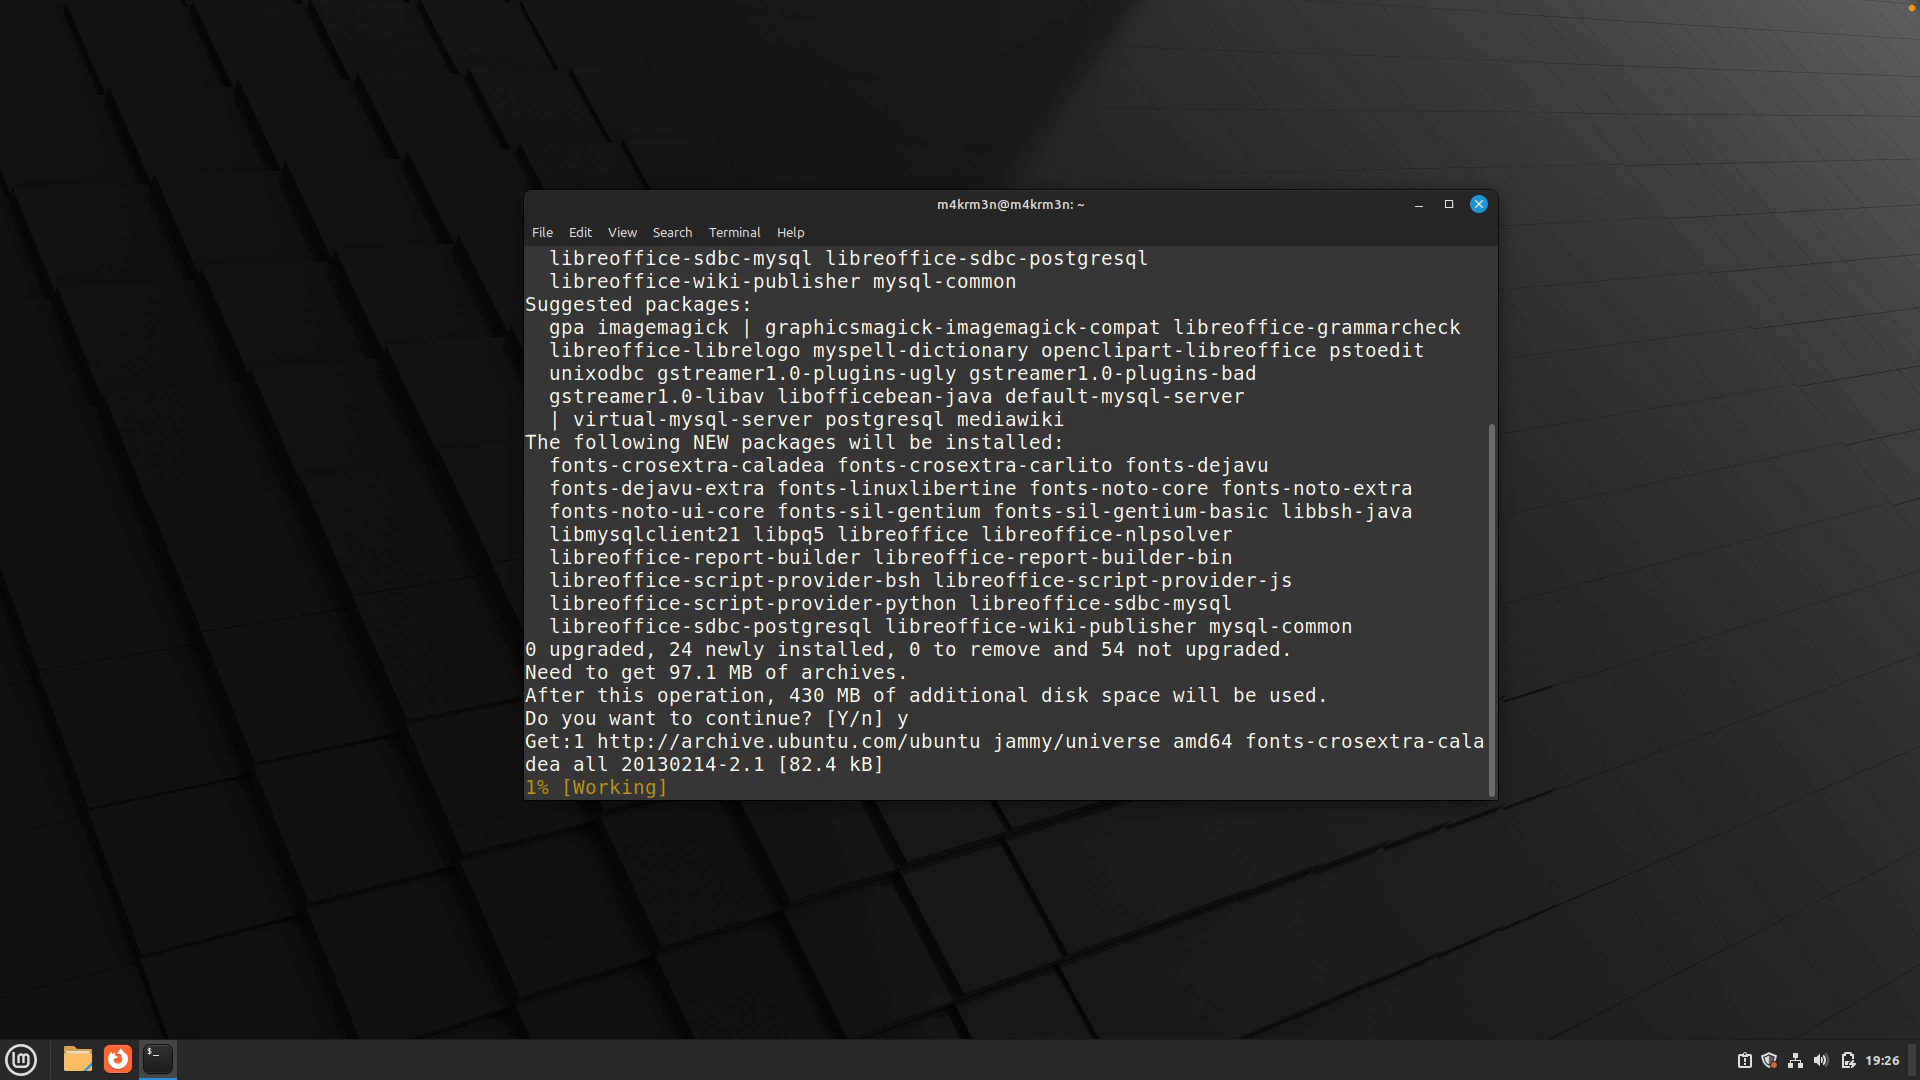 m4krm3n@m4krm3n: ~
File Edit View Search Terminal Help
libreoffice-sdbc-mysql libreoffice-sdbc-postgresql
libreoffice-wiki-publisher mysql-common
Suggested packages:
gpa imagemagick | graphicsmagick-imagemagick-compat libreoffice-grammarcheck
libreoffice-librelogo myspell-dictionary openclipart-libreoffice pstoedit
unixodbc gstreamer1.0-plugins-ugly gstreamer1.0-plugins-bad
gstreamer1.0-libav libofficebean-java default-mysql-server
| virtual-mysql-server postgresql mediawiki
The following NEW packages will be installed:
fonts-crosextra-caladea fonts-crosextra-carlito fonts-dejavu
fonts-dejavu-extra fonts-linuxlibertine fonts-noto-core fonts-noto-extra
fonts-noto-ui-core fonts-sil-gentium fonts-sil-gentium-basic libbsh-java
libmysqlclient21 libpq5 libreoffice libreoffice-nlpsolver
libreoffice-report-builder libreoffice-report-builder-bin
libreoffice-script-provider-bsh libreoffice-script-provider-js
libreoffice-script-provider-python libreoffice-sdbc-mysql
libreoffice-sdbc-postgresql libreoffice-wiki-publisher mysql-common
0 upgraded, 24 newly installed, 0 to remove and 54 not upgraded.
Need to get 97.1 MB of archives.
After this operation, 430 MB of additional disk space will be used.
Do you want to continue? [Y/n] y
Get:1 http://archive.ubuntu.com/ubuntu jammy/universe amd64 fonts-crosextra-cala
dea all 20130214-2.1 [82.4 kB]
1% [Working]
19:26